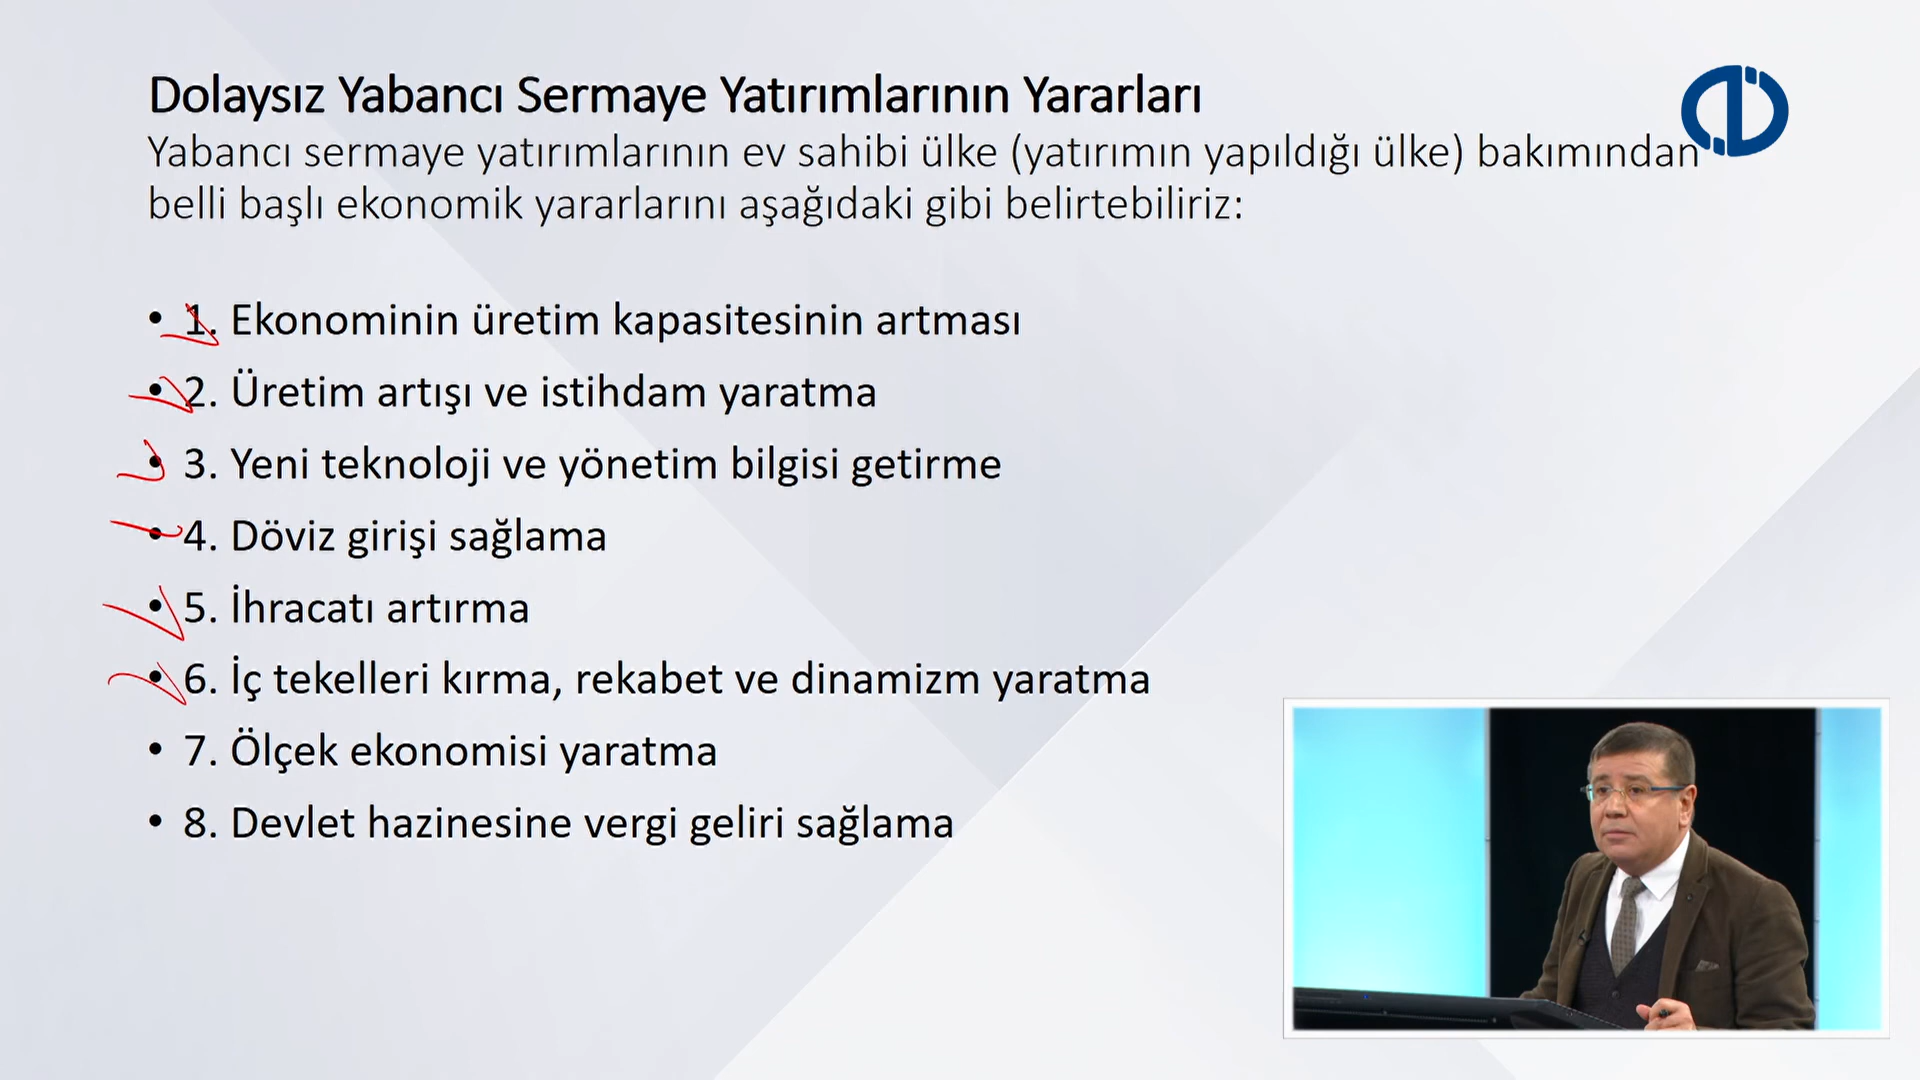 Dolaysız Yabancı Sermaye Yatırımlarının Yararları
Yabancı sermaye yatırımlarının ev sahibi ülke (yatırımın yapıldığı ülke) bakımından
belli başlı ekonomik yararlarını aşağıdaki gibi belirtebiliriz:
• 1. Ekonominin üretim kapasitesinin artması
• 2. Üretim artışı ve istihdam yaratma
• 3. Yeni teknoloji ve yönetim bilgisi getirme
• 4. Döviz girişi sağlama
• 5. İhracatı artırma
• 6. İç tekelleri kırma, rekabet ve dinamizm yaratma
• 7. Ölçek ekonomisi yaratma
• 8. Devlet hazinesine vergi geliri sağlama